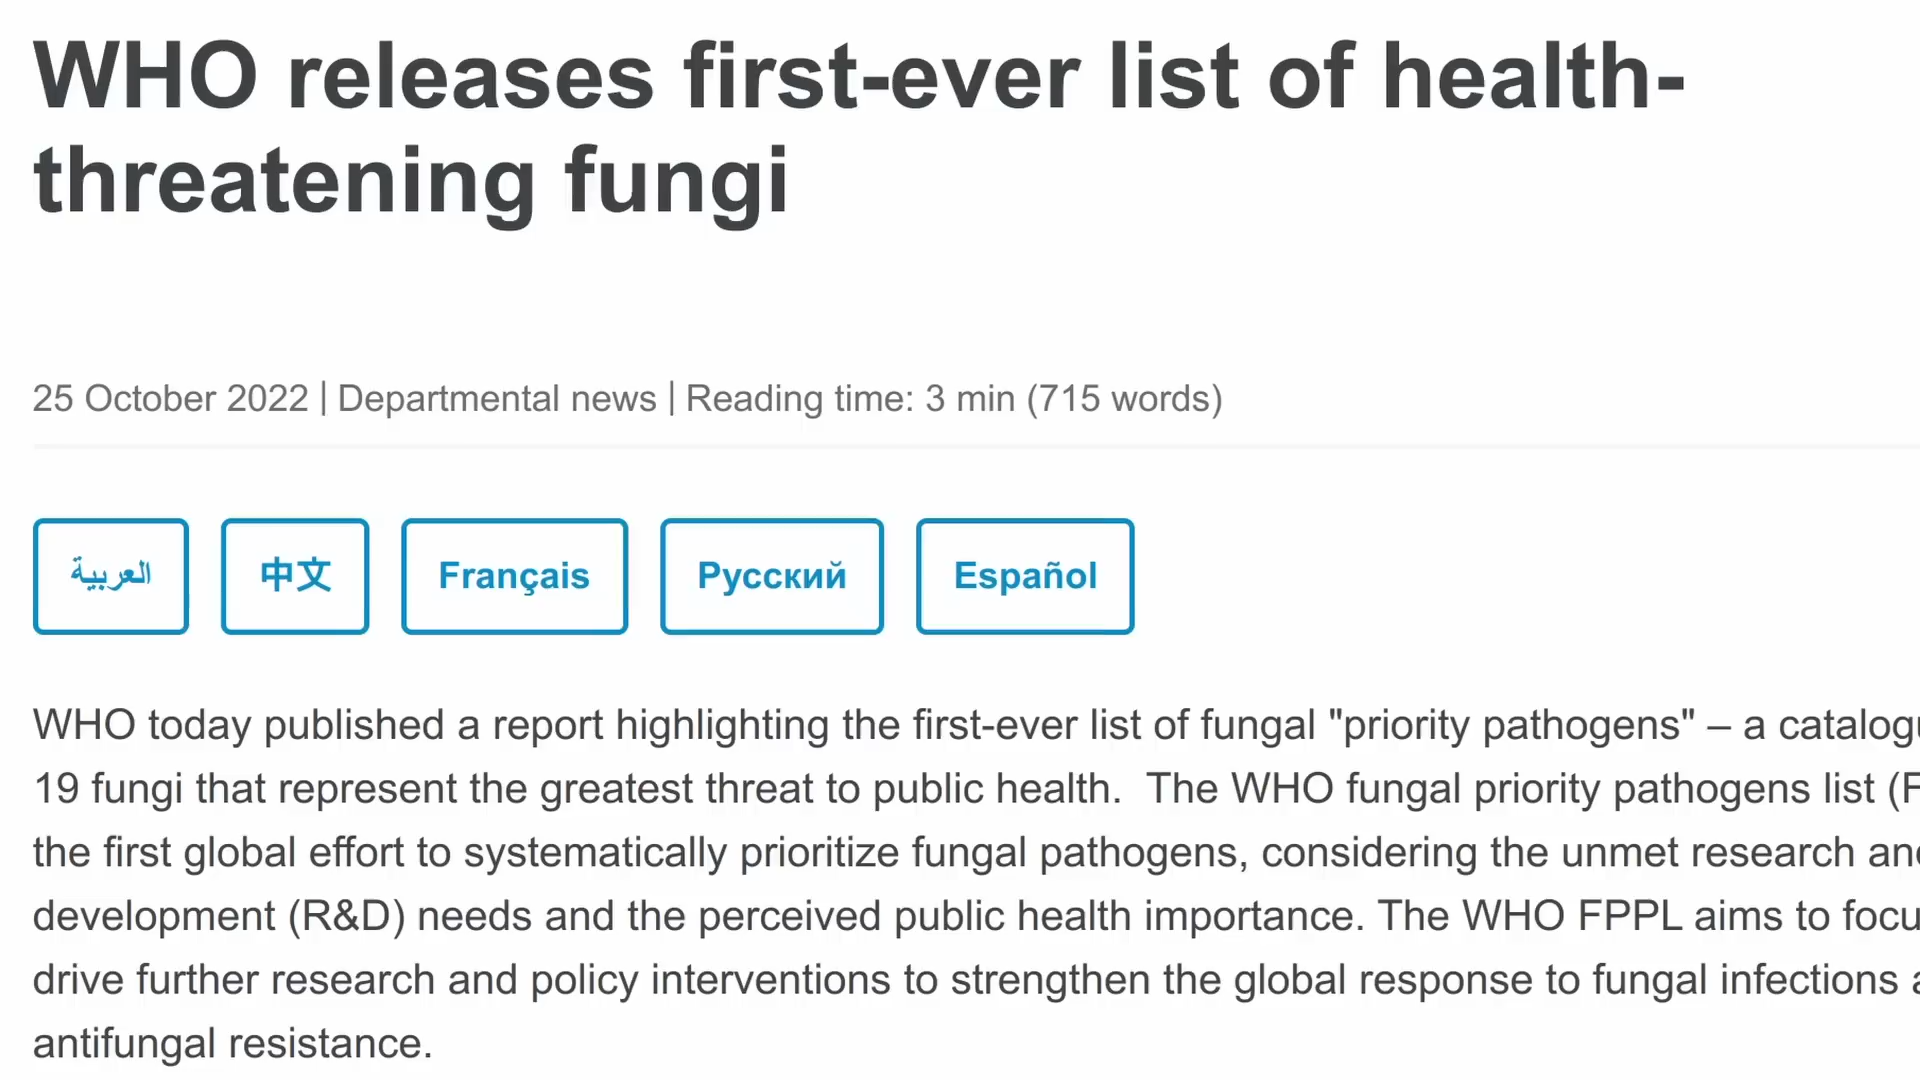 WHO releases first-ever list of health-
threatening fungi
25 October 2022 | Departmental news | Reading time: 3 min (715 words)
العربية 中文 Français Русский Español
WHO today published a report highlighting the first-ever list of fungal "priority pathogens" – a
19 fungi that represent the greatest threat to public health.  The WHO fungal priority pathogens list
the first global effort to systematically prioritize fungal pathogens, considering the unmet research
development (R&D) needs and the perceived public health importance. The WHO FPPL aims to
drive further research and policy interventions to strengthen the global response to fungal infections
antifungal resistance.